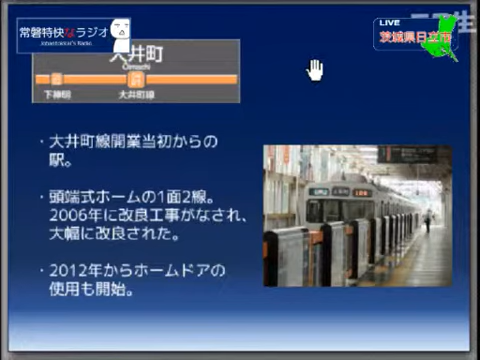 常磐特快なラジオ
Jobantokkai's Radio
LIVE
茨城県日立市
大井町
Ōimachi
下神明
大井町線
・大井町線開業当初からの
駅。
・頭端式ホームの1面2線。
2006年に改良工事がなされ、
大幅に改良された。
・2012年からホームドアの
使用も開始。